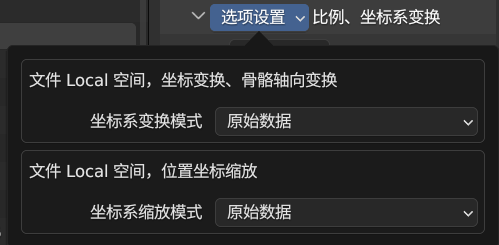 选项设置 比例、坐标系变换
文件 Local 空间，坐标变换、骨骼轴向变换
坐标系变换模式 原始数据
文件 Local 空间，位置坐标缩放
坐标系缩放模式 原始数据